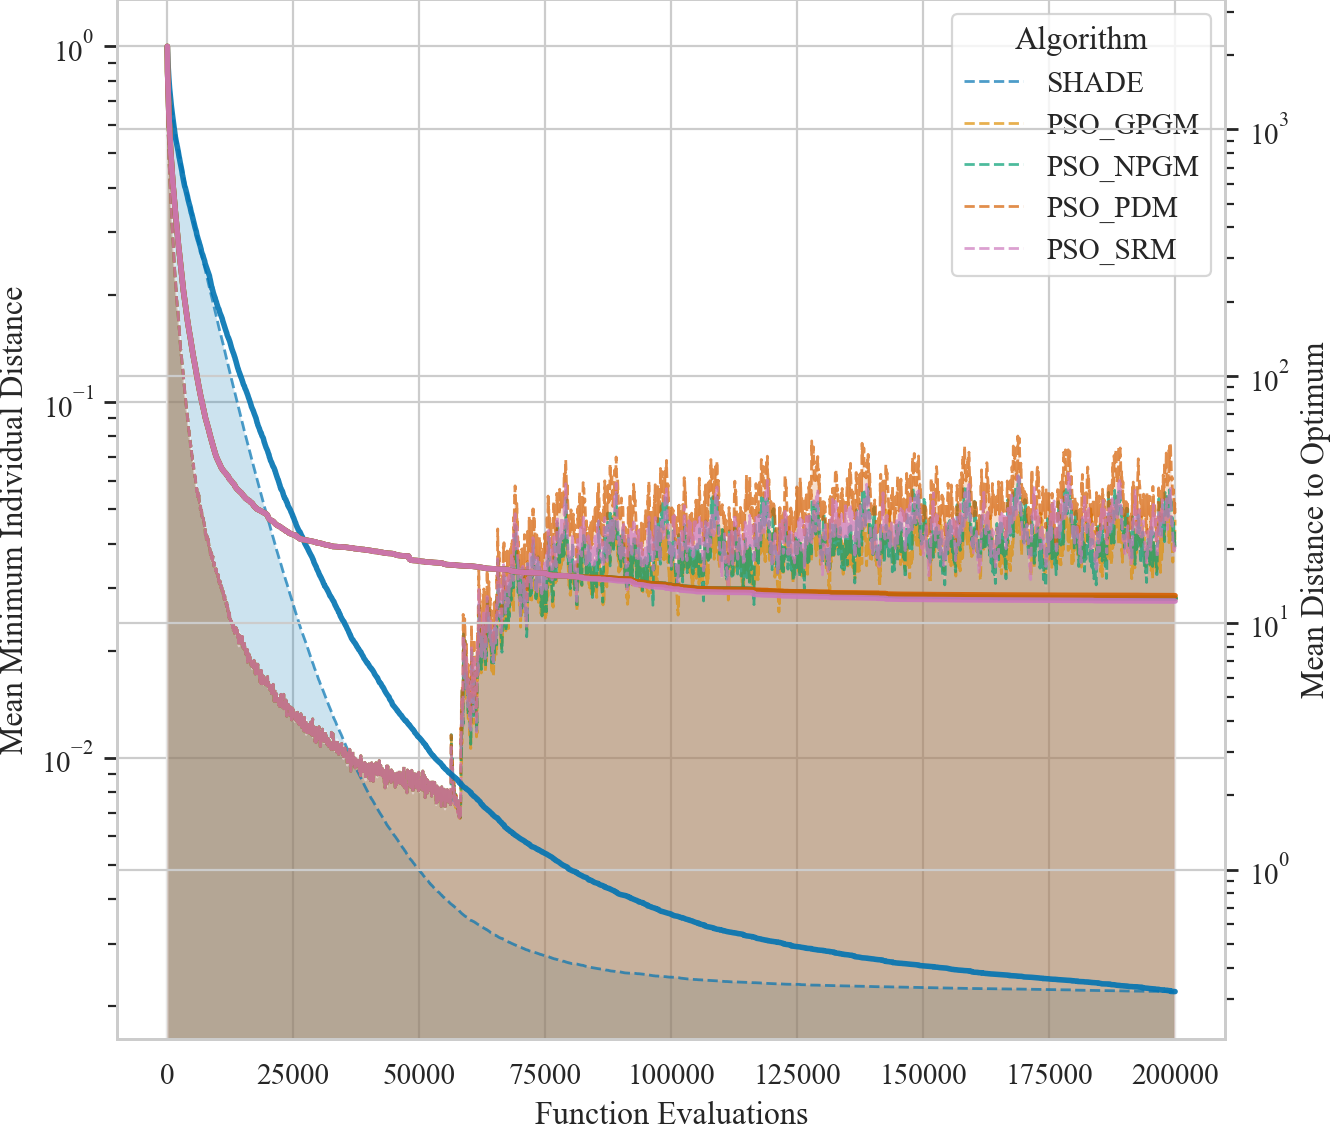 Algorithm
SHADE
PSO_GPGM
PSO_NPGM
PSO_PDM
PSO_SRM
Mean Minimum Individual Distance
10^0
10^-1
10^-2
Mean Distance to Optimum
10^3
10^2
10^1
10^0
0 25000 50000 75000 100000 125000 150000 175000 200000
Function Evaluations